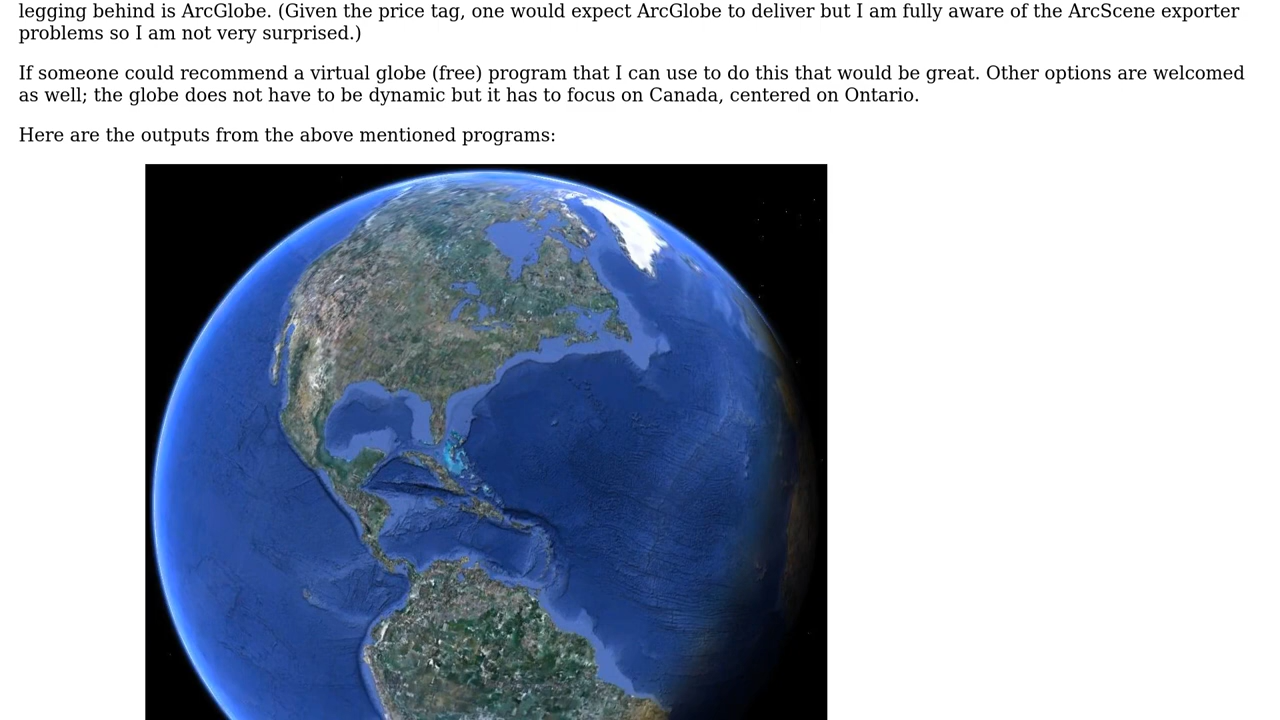 legging behind is ArcGlobe. (Given the price tag, one would expect ArcGlobe to deliver but I am fully aware of the ArcScene exporter
problems so I am not very surprised.)
If someone could recommend a virtual globe (free) program that I can use to do this that would be great. Other options are welcomed
as well; the globe does not have to be dynamic but it has to focus on Canada, centered on Ontario.
Here are the outputs from the above mentioned programs: